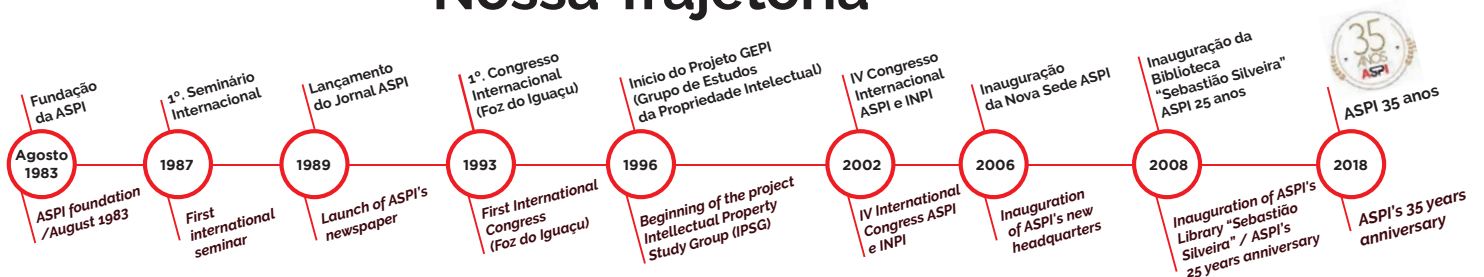 Nossa Trajetória
Fundação
da ASPI
Agosto
1983
ASPI foundation
/August 1983
1º. Seminário
Internacional
1987
First
international
seminar
Lançamento
do Jornal ASPI
1989
Launch of ASPI's
newspaper
1º. Congresso
Internacional
(Foz do Iguaçu)
1993
First International
Congress
(Foz do Iguaçu)
Início do Projeto GEPI
(Grupo de Estudos
da Propriedade Intelectual)
1996
Beginning of the project
Intellectual Property
Study Group (IPSG)
IV Congresso
Internacional
ASPI e INPI
2002
IV International
Congress ASPI
e INPI
Inauguração
da Nova Sede ASPI
2006
Inauguration
of ASPI's new
headquarters
Inauguração da
Biblioteca
"Sebastião Silveira"
ASPI 25 anos
2008
Inauguration of ASPI's
Library "Sebastião
Silveira" / ASPI's
25 years anniversary
35
ANOS
ASPI
ASPI 35 anos
2018
ASPI's 35 years
anniversary